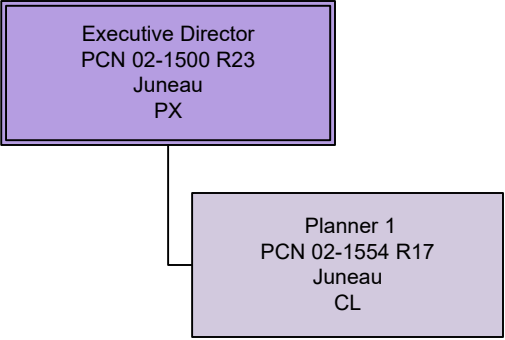 Executive Director
PCN 02-1500 R23
Juneau
PX
Planner 1
PCN 02-1554 R17
Juneau
CL